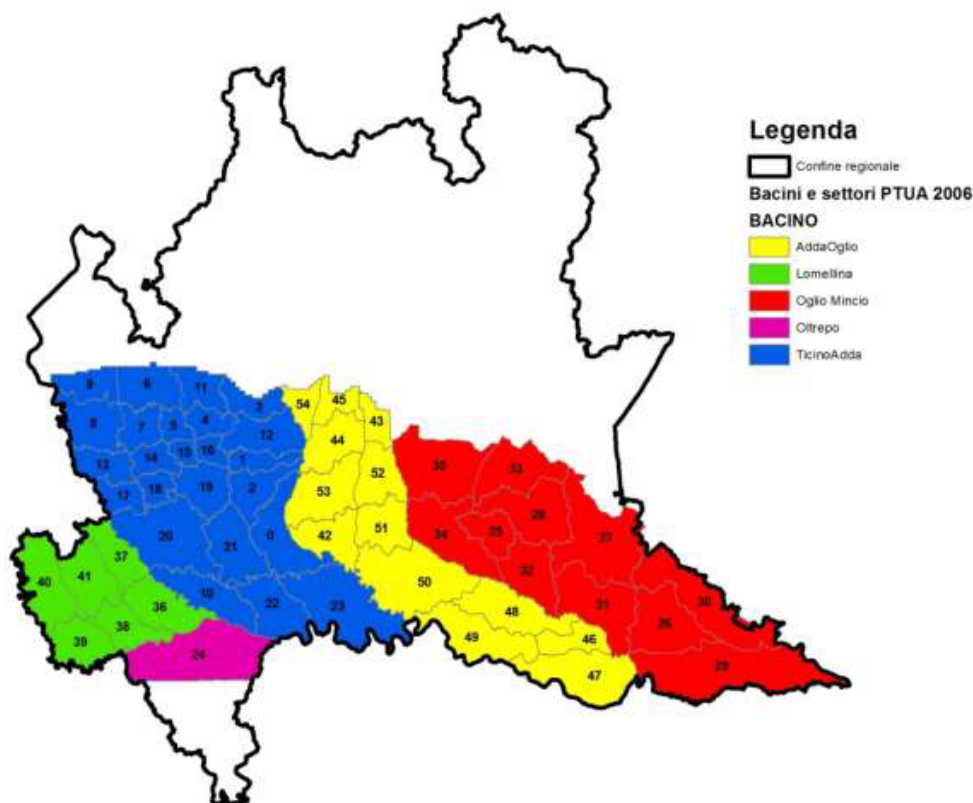 Legenda
Confine regionale
Bacini e settori PTUA 2006
BACINO
AddaOglio
Lomellina
Oglio Mincio
Oltrepo
TicinoAdda
9 6 11 3 54 45 43
8 7 5 4 12 44
13 14 15 16 1 52 35 33
17 18 19 2 53 28
20 21 0 42 51 34 25 27
37 41 40 50 32
36 10 22 23 48 31 26 30
39 38 24 49 46 29
47